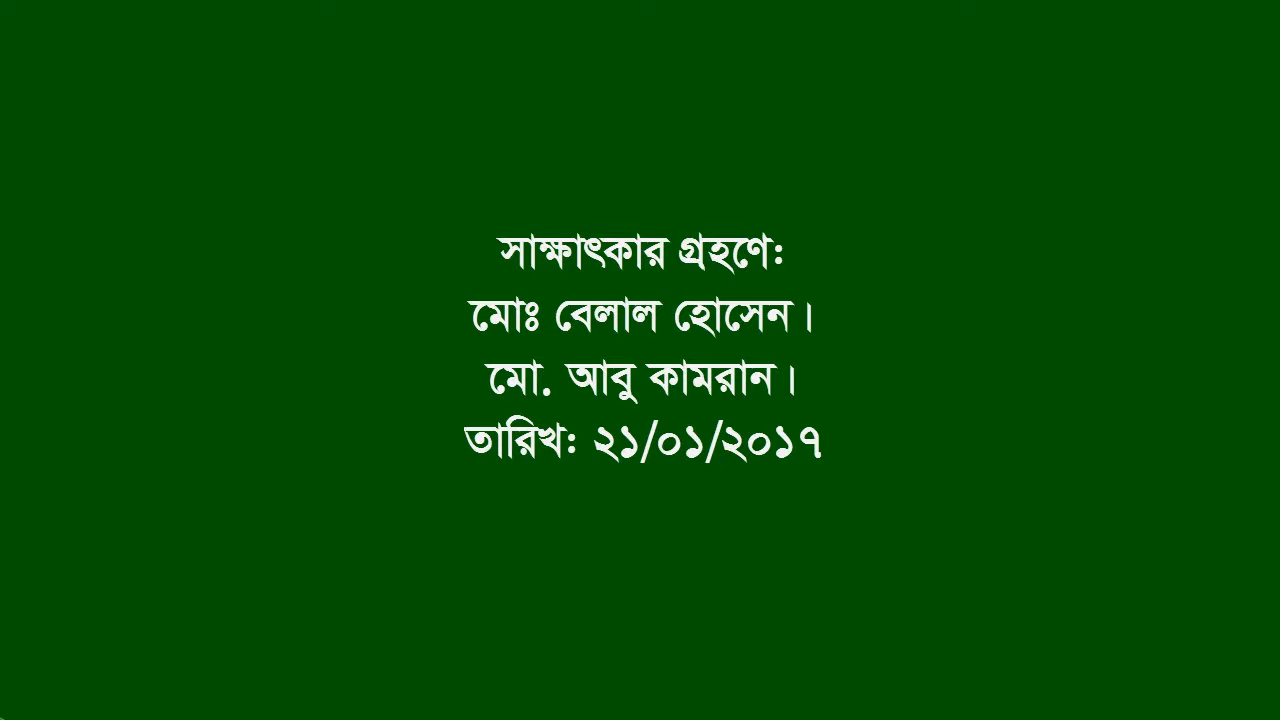 সাক্ষাৎকার গ্রহণে:
মোঃ বেলাল হোসেন।
মো. আবু কামরান।
তারিখ: ২১/০১/২০১৭